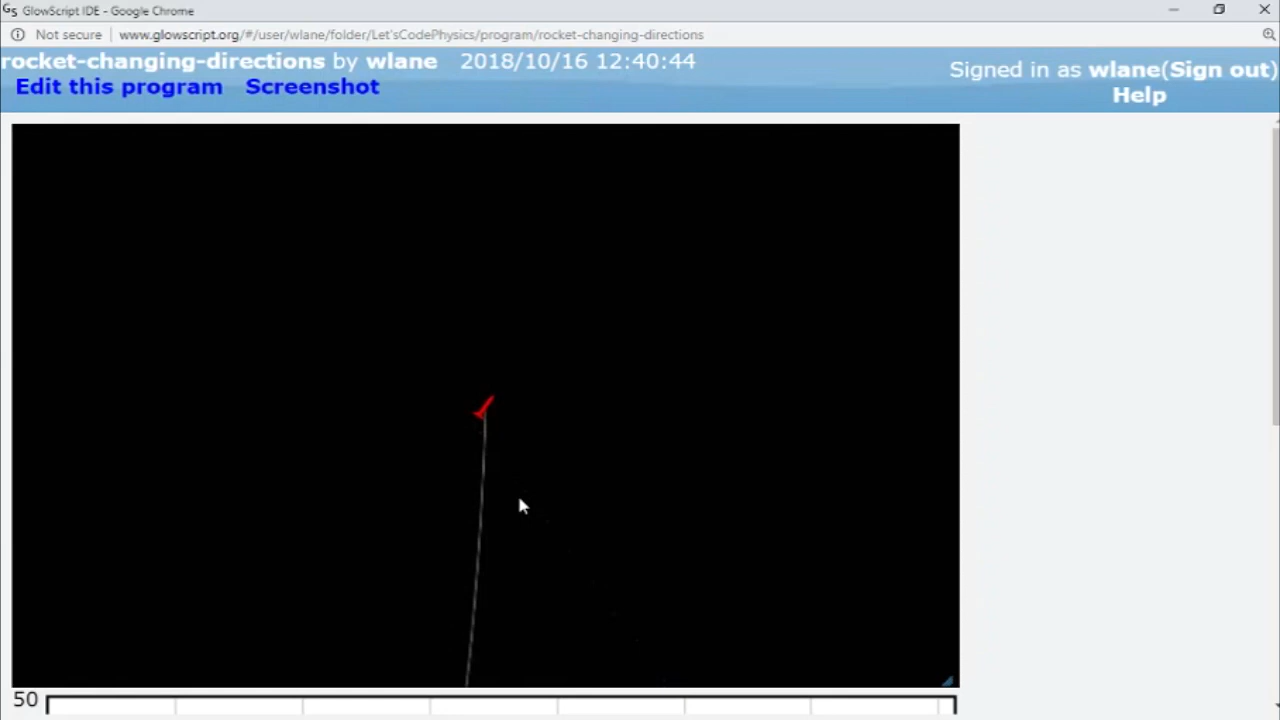 GlowScript IDE - Google Chrome
Not secure | www.glowscript.org/#/user/wlane/folder/Let'sCodePhysics/program/rocket-changing-directions
rocket-changing-directions by wlane 2018/10/16 12:40:44
Signed in as wlane(Sign out)
Edit this program Screenshot
Help
50